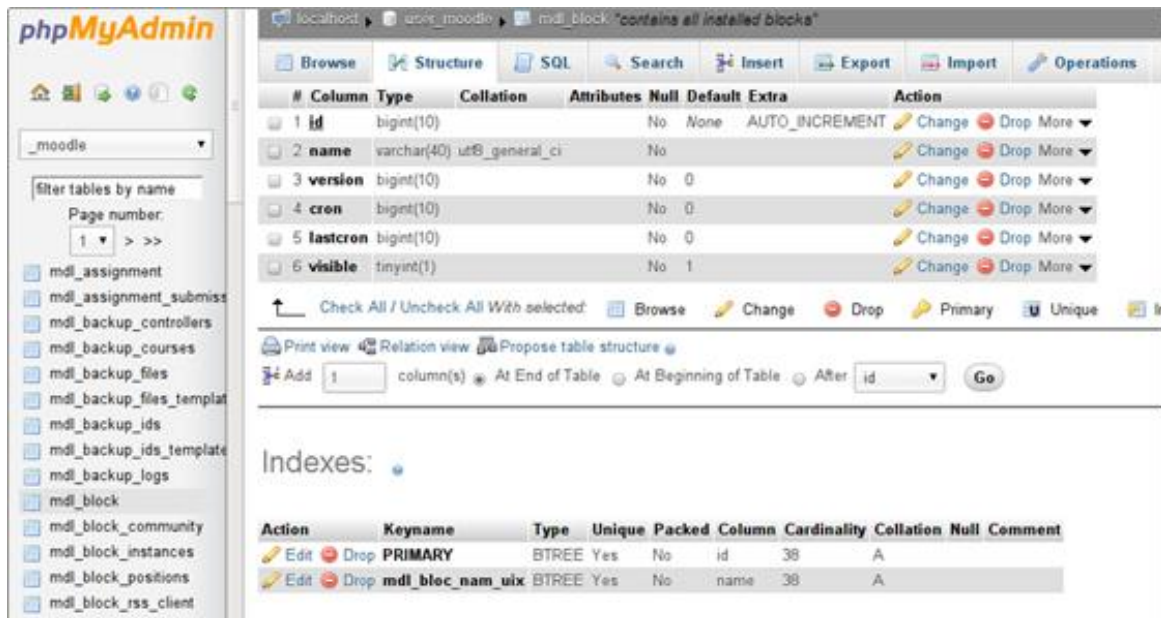 phpMyAdmin
_moodle
filter tables by name
Page number:
1 > >>
mdl_assignment
mdl_assignment_submiss
mdl_backup_controllers
mdl_backup_courses
mdl_backup_files
mdl_backup_files_templat
mdl_backup_ids
mdl_backup_ids_template
mdl_backup_logs
mdl_block
mdl_block_community
mdl_block_instances
mdl_block_positions
mdl_block_rss_client
localhost user_moodle mdl_block "contains all installed blocks"
Browse Structure SQL Search Insert Export Import Operations
# Column Type Collation Attributes Null Default Extra Action
1 id bigint(10) No None AUTO_INCREMENT Change Drop More
2 name varchar(40) utf8_general_ci No Change Drop More
3 version bigint(10) No 0 Change Drop More
4 cron bigint(10) No 0 Change Drop More
5 lastcron bigint(10) No 0 Change Drop More
6 visible tinyint(1) No 1 Change Drop More
Check All / Uncheck All With selected: Browse Change Drop Primary U Unique
Print view Relation view Propose table structure
Add 1 column(s) At End of Table At Beginning of Table After id Go
Indexes:
Action Keyname Type Unique Packed Column Cardinality Collation Null Comment
Edit Drop PRIMARY BTREE Yes No id 38 A
Edit Drop mdl_bloc_nam_uix BTREE Yes No name 38 A